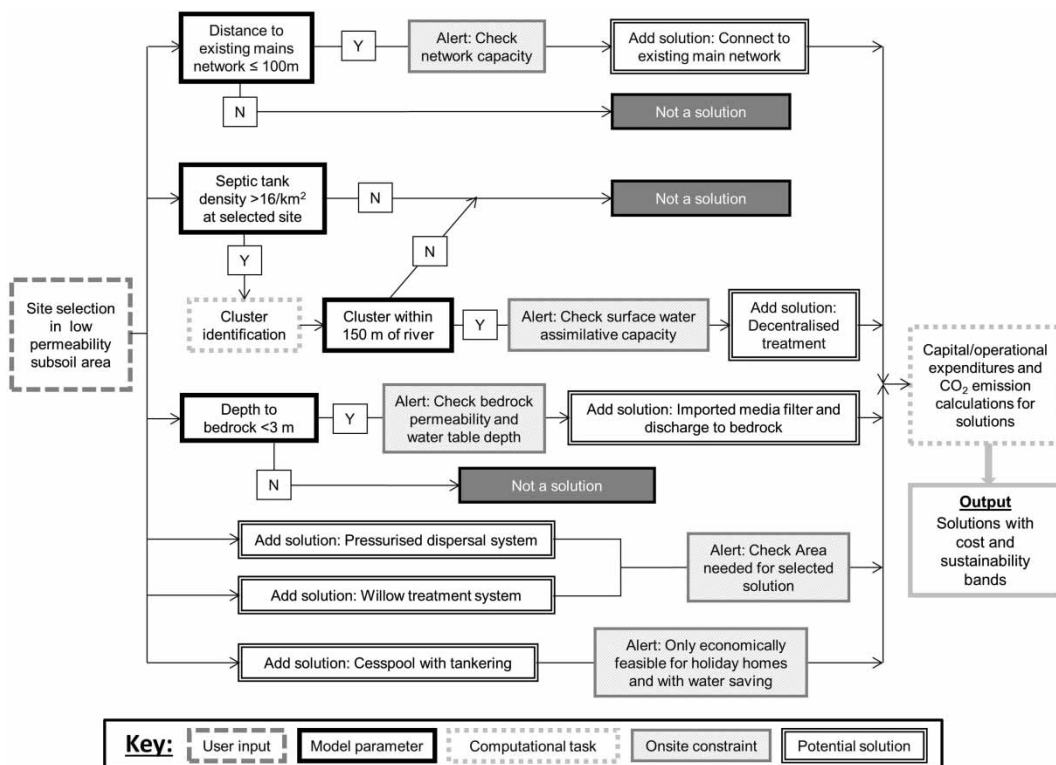 Distance to
existing mains
network ≤ 100m
Y
Alert: Check
network capacity
Add solution: Connect to
existing main network
N
Not a solution
Septic tank
density >16/km²
at selected site
N
Not a solution
Y
N
Site selection
in low
permeability
subsoil area
Cluster
identification
Cluster within
150 m of river
Y
Alert: Check surface water
assimilative capacity
Add solution:
Decentralised
treatment
Capital/operational
expenditures and
CO₂ emission
calculations for
solutions
Depth to
bedrock <3 m
Y
Alert: Check bedrock
permeability and
water table depth
Add solution: Imported media filter and
discharge to bedrock
N
Not a solution
Output
Solutions with
cost and
sustainability
bands
Add solution: Pressurised dispersal system
Add solution: Willow treatment system
Alert: Check Area
needed for selected
solution
Add solution: Cesspool with tankering
Alert: Only economically
feasible for holiday homes
and with water saving
Key:
User input
Model parameter
Computational task
Onsite constraint
Potential solution